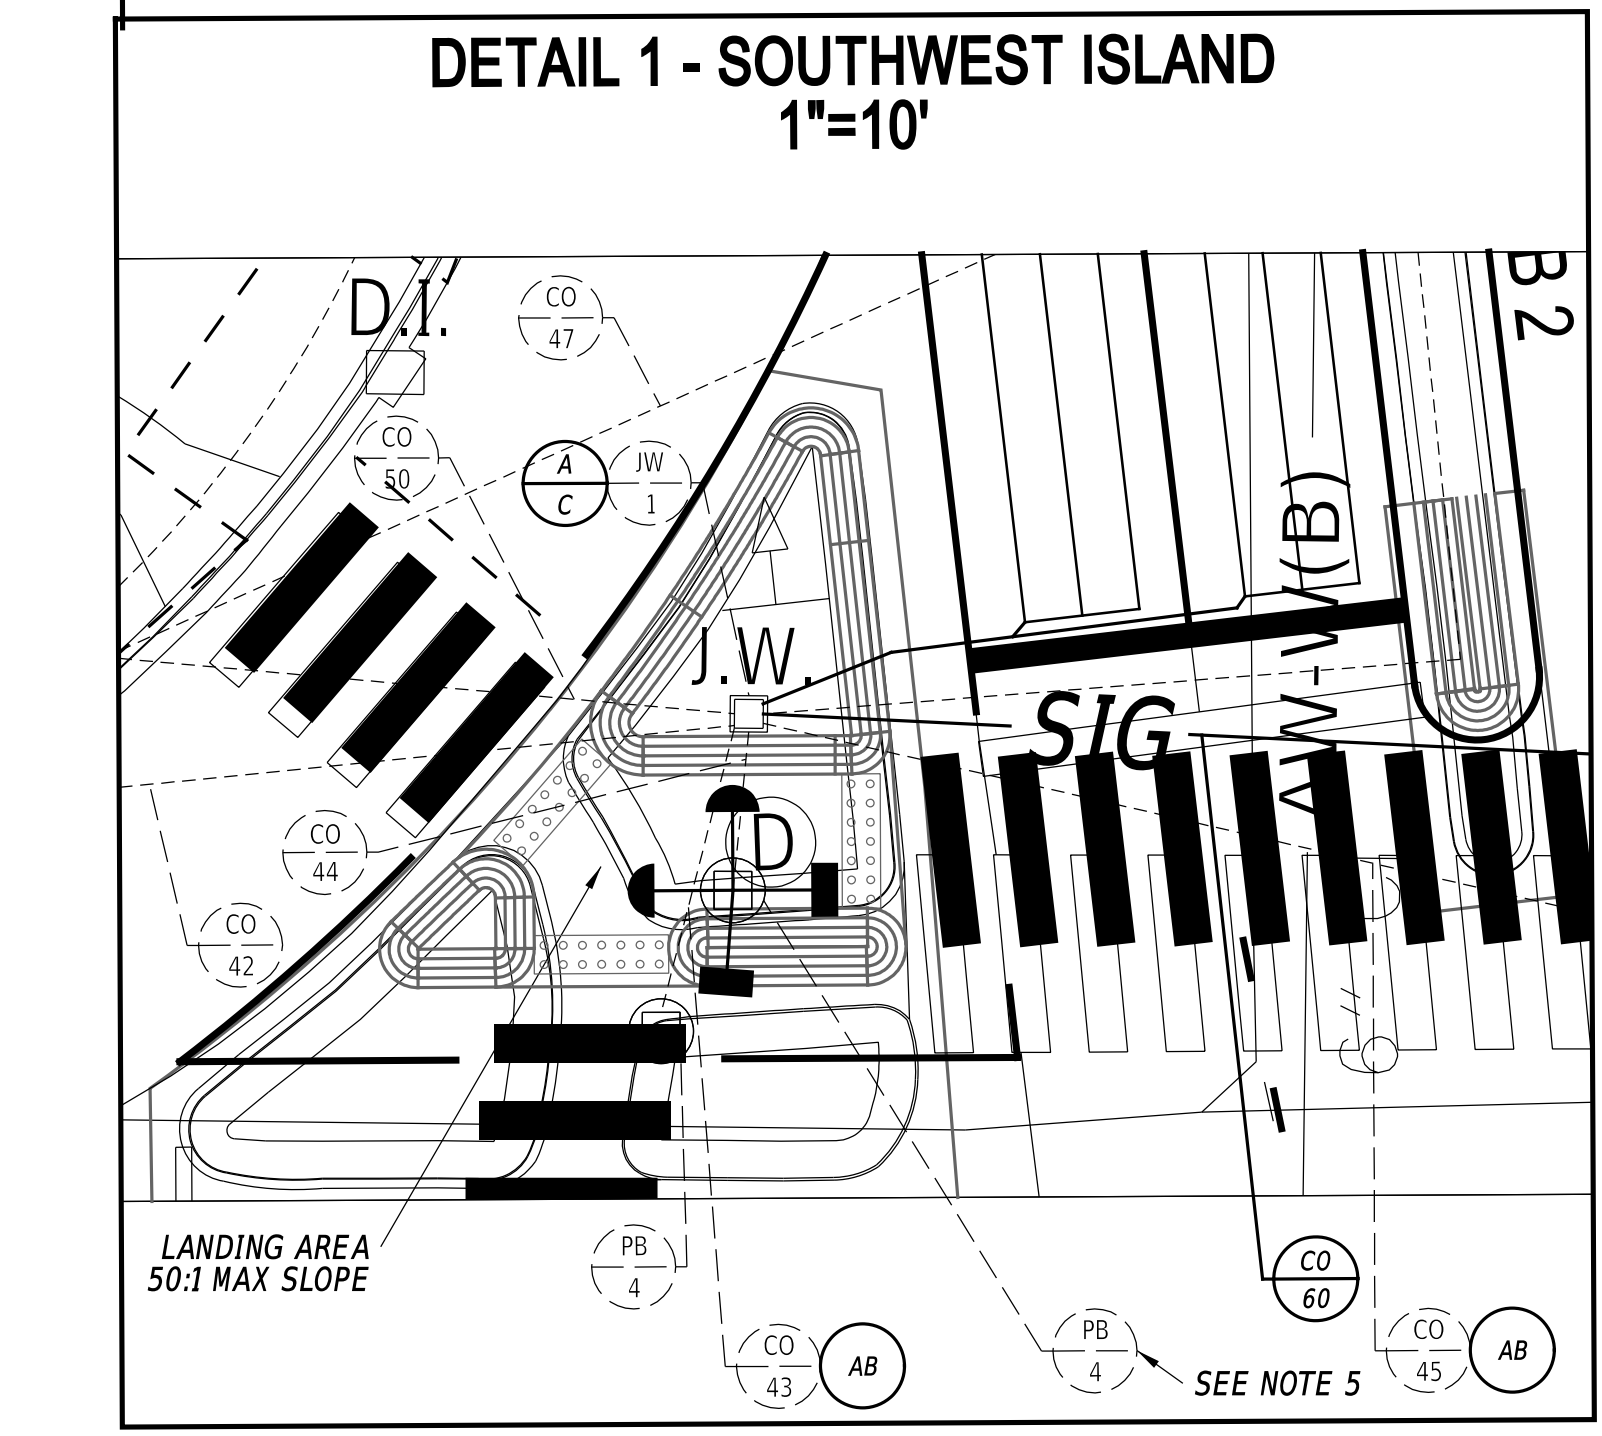 DETAIL 1 - SOUTHWEST ISLAND
1"=10'
D.I.
CO
47
B 2
CO
50
A
C
JW
1
J.W.
SIG
D
CO
44
CO
42
LANDING AREA
50:1 MAX SLOPE
PB
4
CO
60
CO
43
AB
PB
4
SEE NOTE 5
CO
45
AB